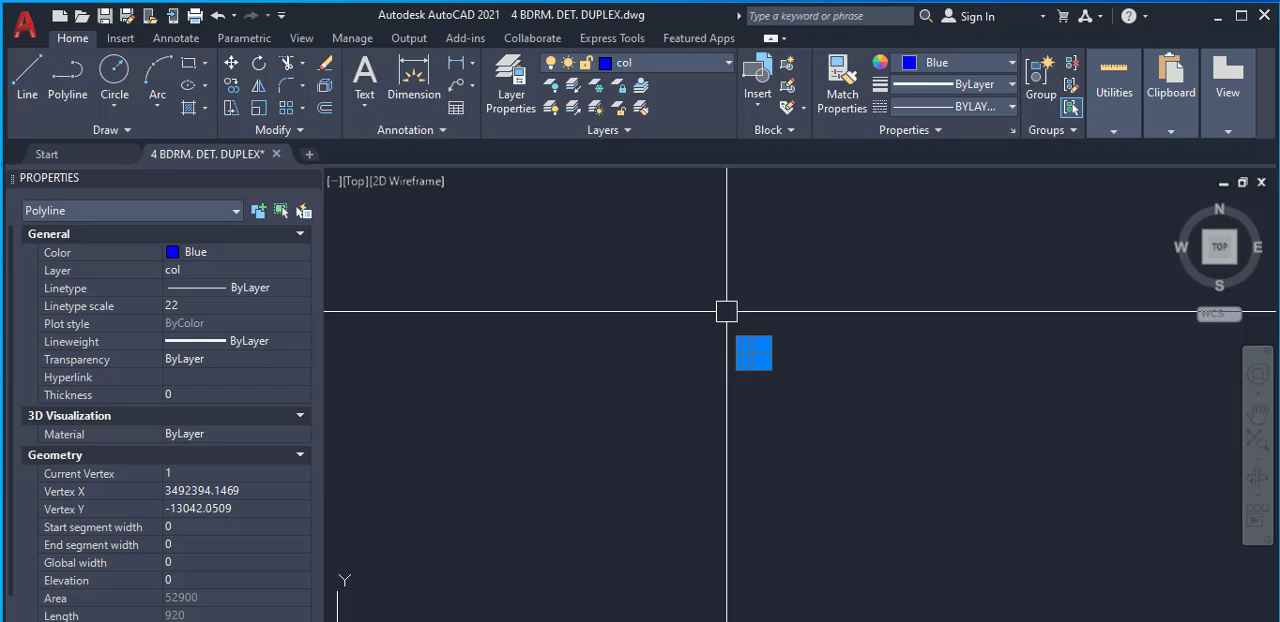 Autodesk AutoCAD 2021 4 BDRM. DET. DUPLEX.dwg
Type a keyword or phrase
Sign In
Home Insert Annotate Parametric View Manage Output Add-ins Collaborate Express Tools Featured Apps
Line Polyline Circle Arc
Draw
Modify
Text Dimension
Annotation
Layer Properties
col
Layers
Insert
Block
Match Properties
Blue
ByLayer
BYLAY...
Properties
Group
Groups
Utilities
Clipboard
View
Start
4 BDRM. DET. DUPLEX*
PROPERTIES
[−][Top][2D Wireframe]
Polyline
General
Color Blue
Layer col
Linetype ByLayer
Linetype scale 22
Plot style ByColor
Lineweight ByLayer
Transparency ByLayer
Hyperlink
Thickness 0
3D Visualization
Material ByLayer
Geometry
Current Vertex 1
Vertex X 3492394.1469
Vertex Y -13042.0509
Start segment width 0
End segment width 0
Global width 0
Elevation 0
Area 52900
Length 920
N
W TOP E
S
WCS
Y